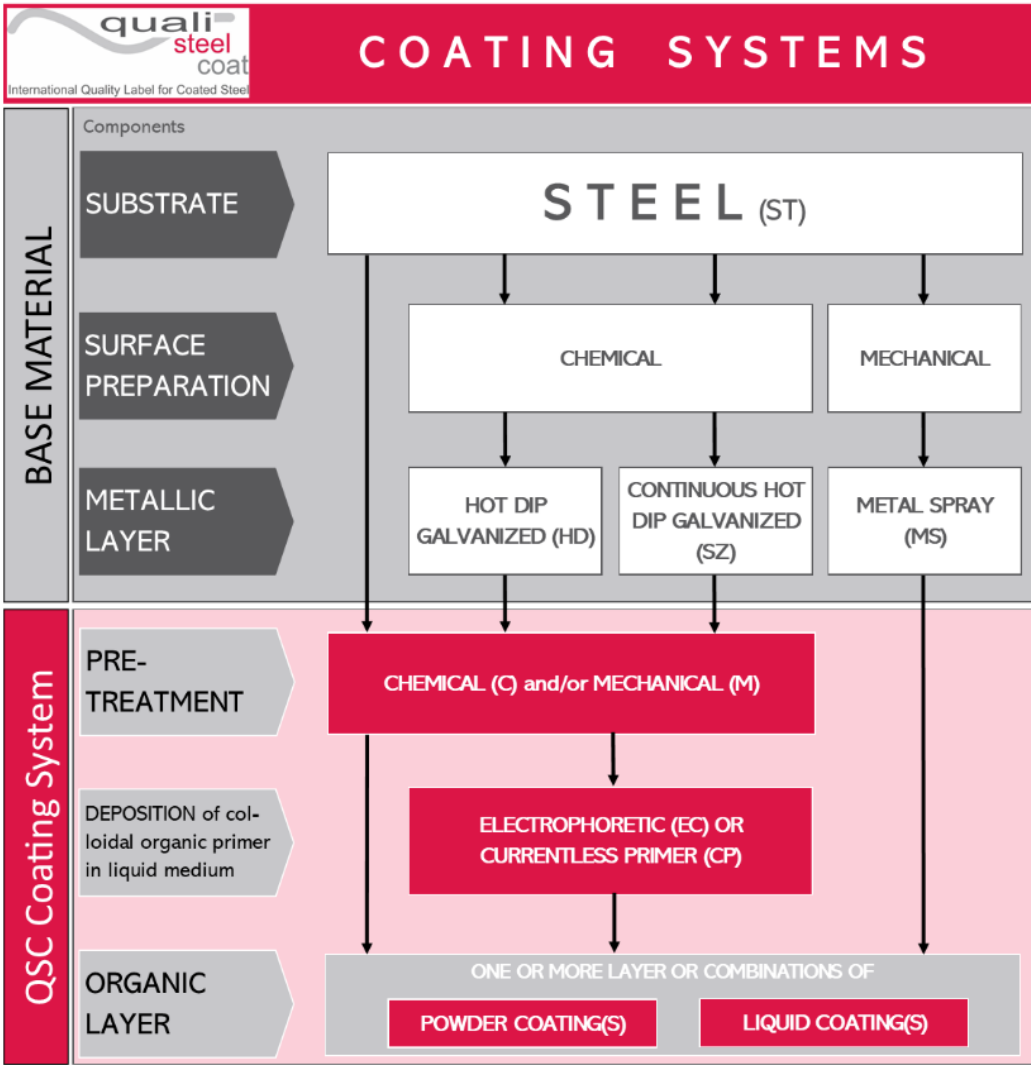 quali
steel
coat
International Quality Label for Coated Steel
COATING SYSTEMS
BASE MATERIAL
Components
SUBSTRATE
STEEL (ST)
SURFACE
PREPARATION
CHEMICAL
MECHANICAL
METALLIC
LAYER
HOT DIP
GALVANIZED (HD)
CONTINUOUS HOT
DIP GALVANIZED
(SZ)
METAL SPRAY
(MS)
QSC Coating System
PRE-
TREATMENT
CHEMICAL (C) and/or MECHANICAL (M)
DEPOSITION of col-
loidal organic primer
in liquid medium
ELECTROPHORETIC (EC) OR
CURRENTLESS PRIMER (CP)
ORGANIC
LAYER
ONE OR MORE LAYER OR COMBINATIONS OF
POWDER COATING(S)
LIQUID COATING(S)